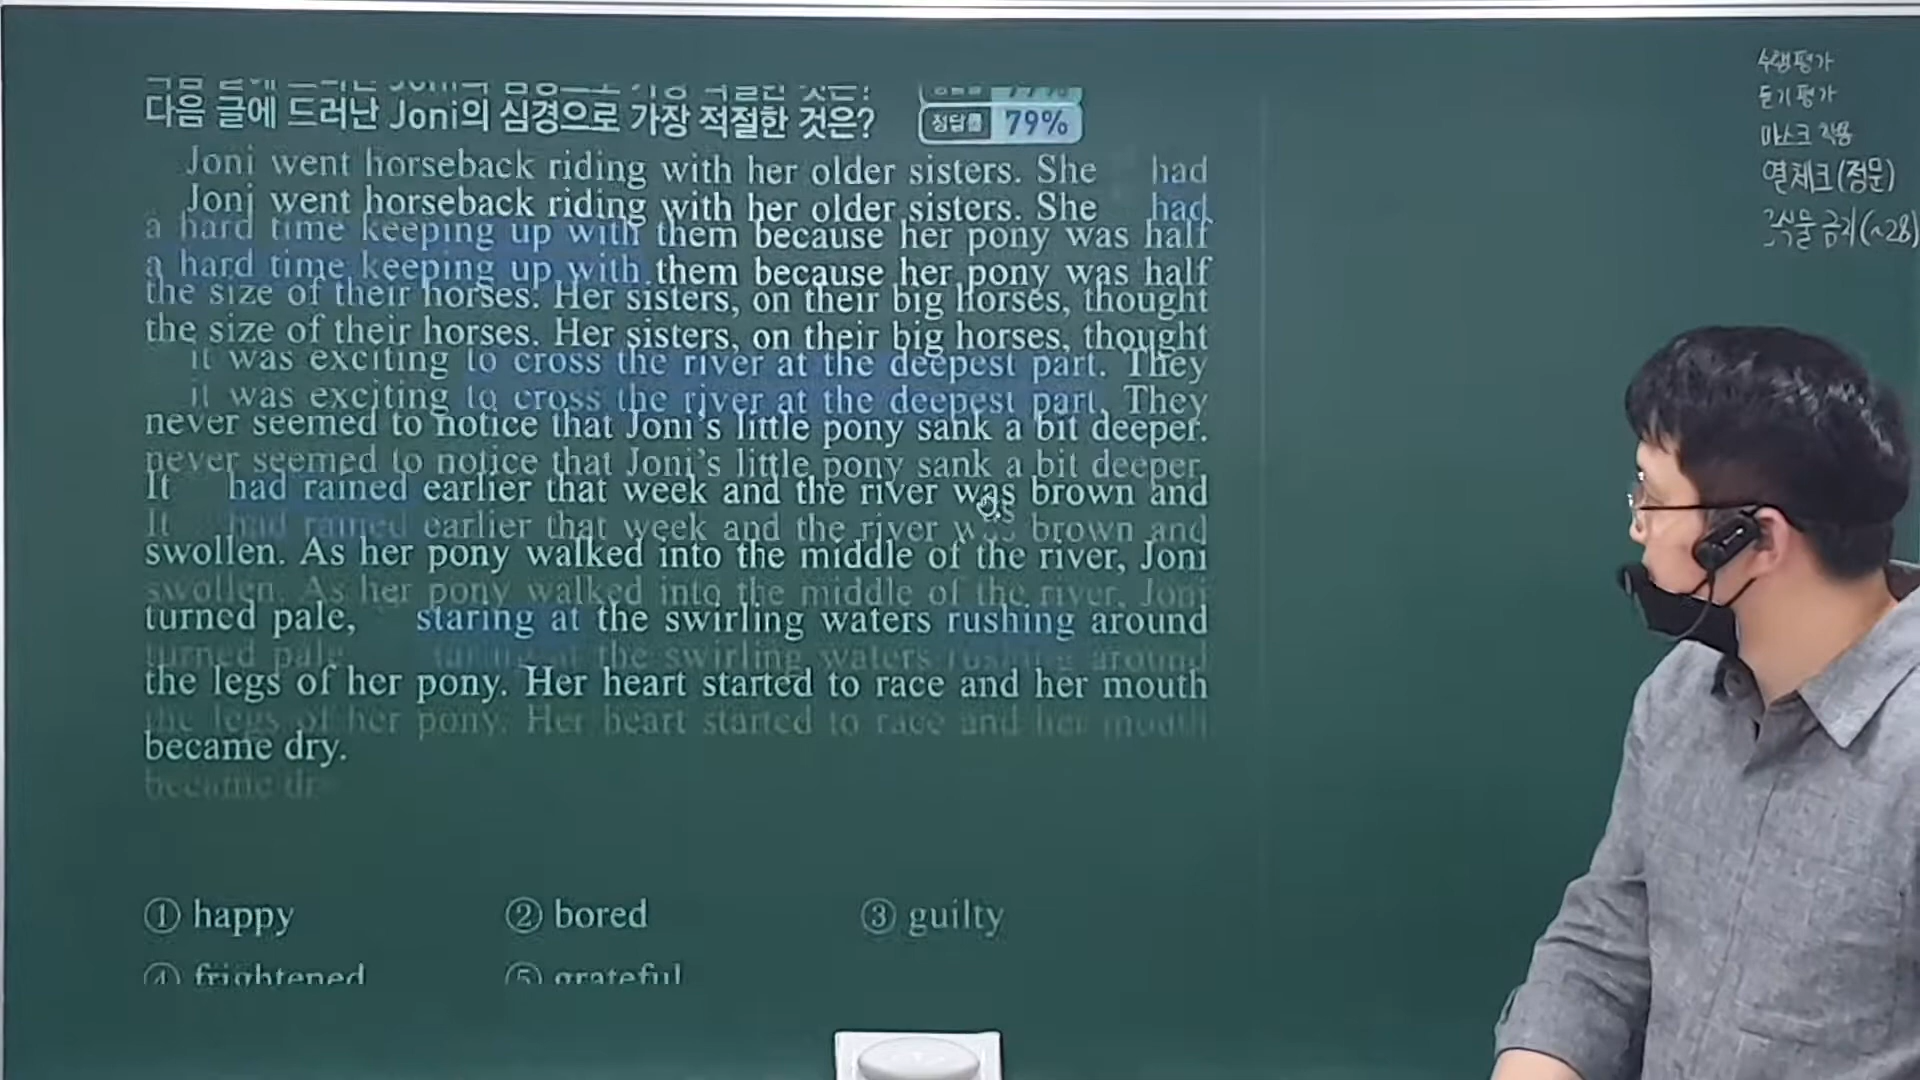 다음 글에 드러난 Joni의 심경으로 가장 적절한 것은? 정답률 79%
Joni went horseback riding with her older sisters. She had
a hard time keeping up with them because her pony was half
the size of their horses. Her sisters, on their big horses, thought
it was exciting to cross the river at the deepest part. They
never seemed to notice that Joni's little pony sank a bit deeper.
It had rained earlier that week and the river was brown and
swollen. As her pony walked into the middle of the river, Joni
turned pale, staring at the swirling waters rushing around
the legs of her pony. Her heart started to race and her mouth
became dry.
① happy ② bored ③ guilty
④ frightened ⑤ grateful
수행평가
듣기평가
마스크 착용
열체크(정문)
금지(~28)